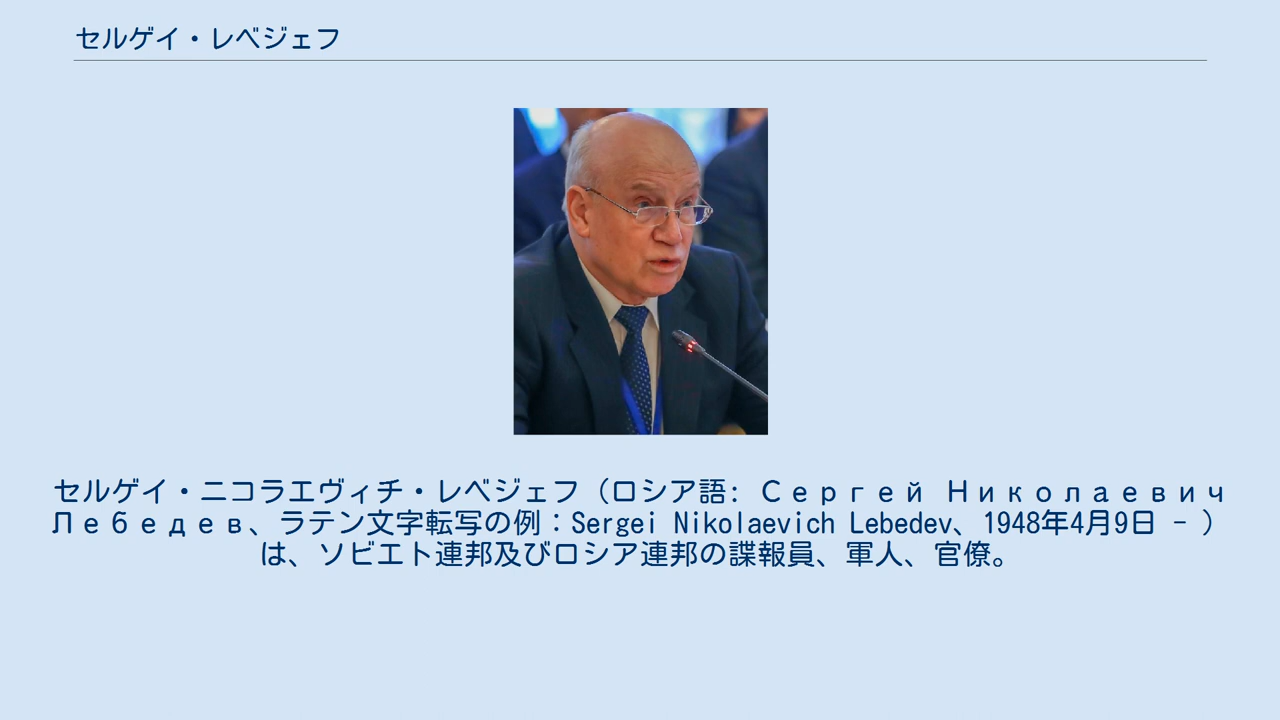 セルゲイ・レベジェフ
セルゲイ・ニコラエヴィチ・レベジェフ（ロシア語: Сергей Николаевич
Лебедев、ラテン文字転写の例：Sergei Nikolaevich Lebedev、1948年4月9日 - ）
は、ソビエト連邦及びロシア連邦の諜報員、軍人、官僚。